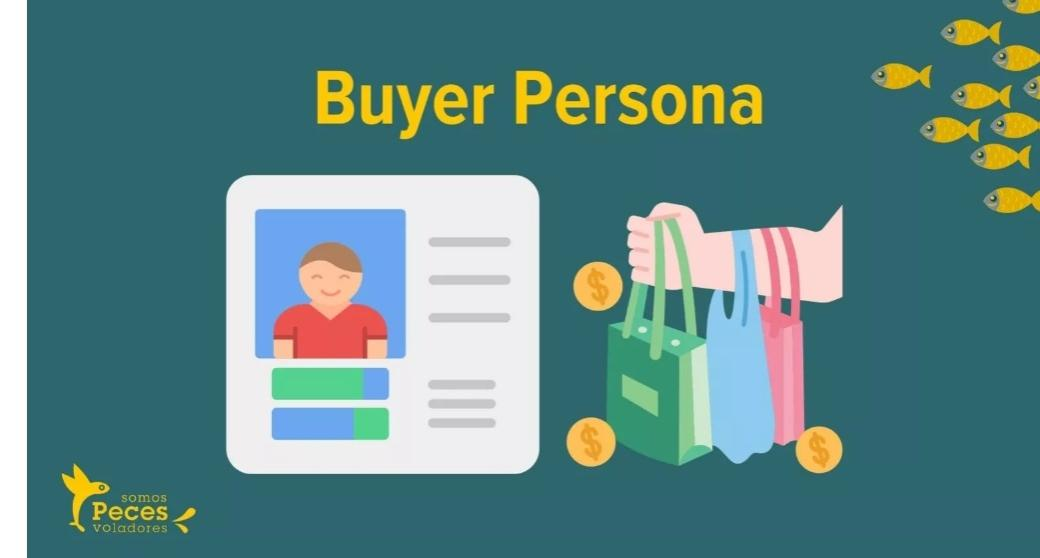 Buyer Persona
$
$
$
somos
Peces
voladores